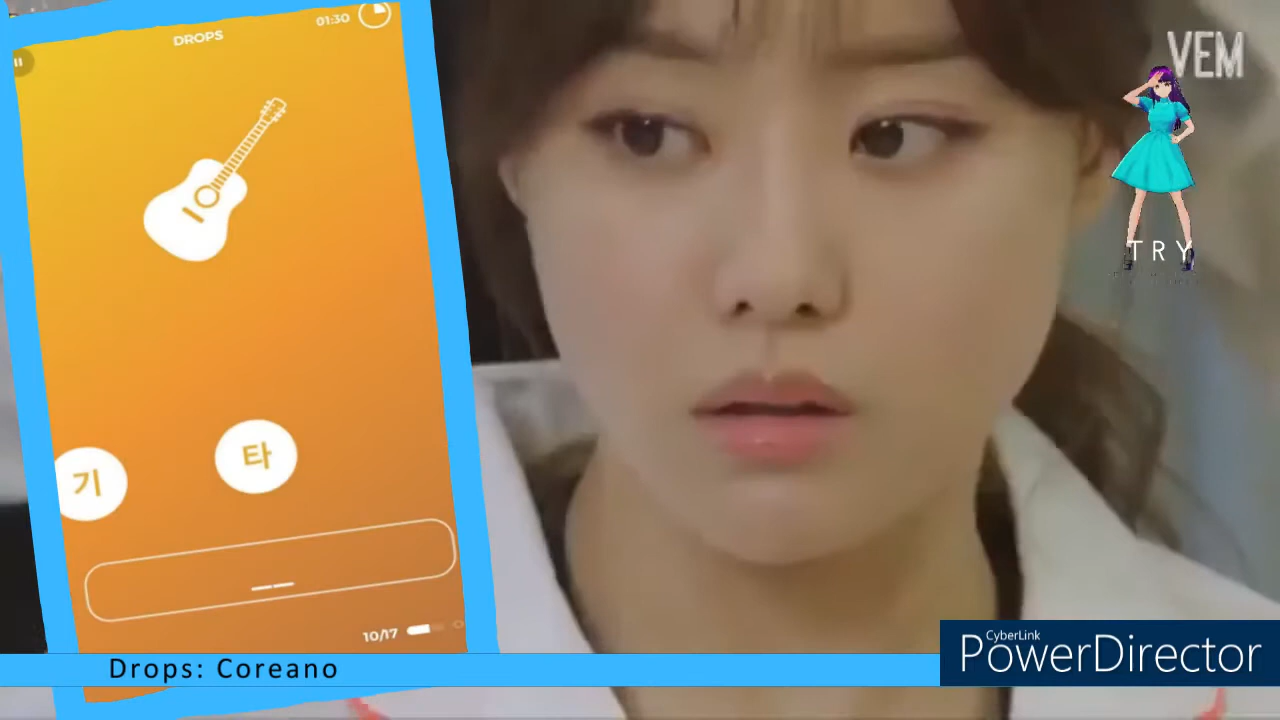 DROPS
01:30
VEM
TRY
기
타
10/17
Drops: Coreano
CyberLink
PowerDirector